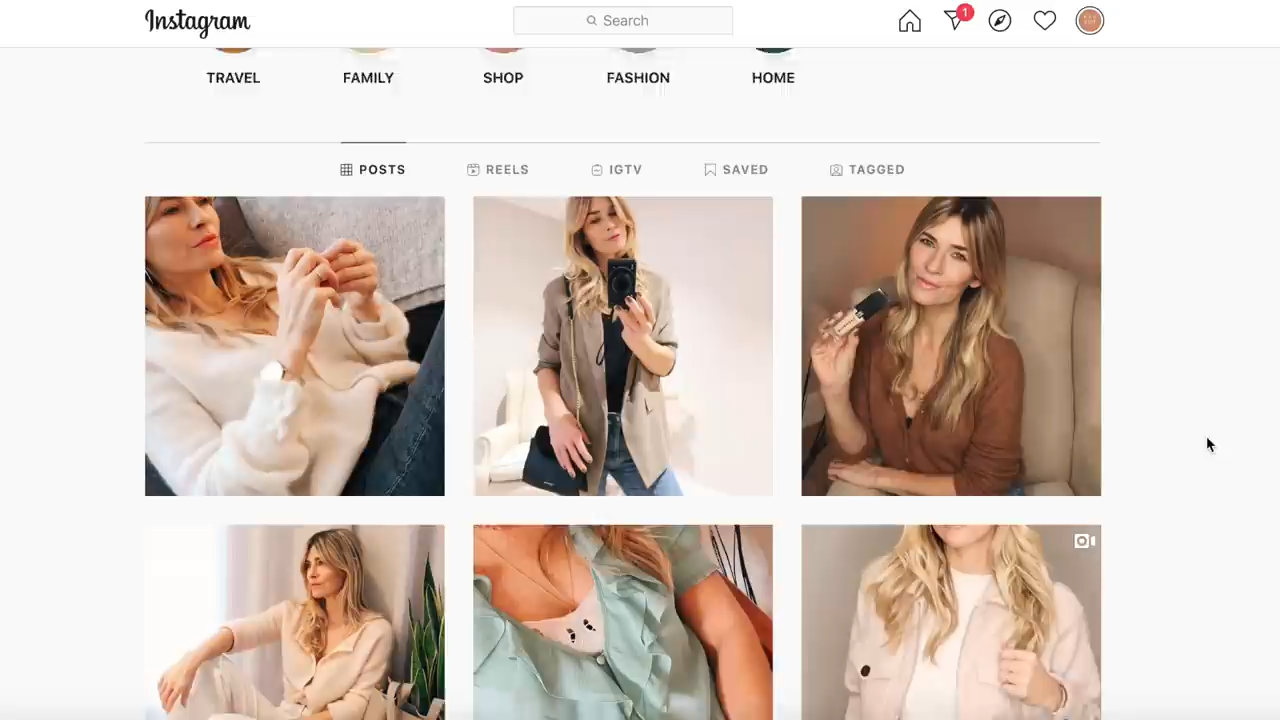 Instagram
Search
1
TRAVEL FAMILY SHOP FASHION HOME
POSTS REELS IGTV SAVED TAGGED